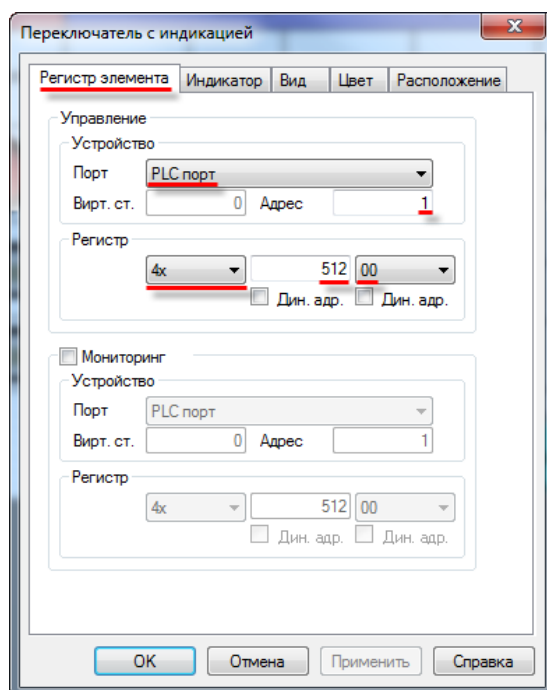 Переключатель с индикацией
Регистр элемента Индикатор Вид Цвет Расположение
Управление
Устройство
Порт PLC порт
Вирт. ст. 0 Адрес 1
Регистр
4x 512 00
Дин. адр. Дин. адр.
Мониторинг
Устройство
Порт PLC порт
Вирт. ст. 0 Адрес 1
Регистр
4x 512 00
Дин. адр. Дин. адр.
OK Отмена Применить Справка